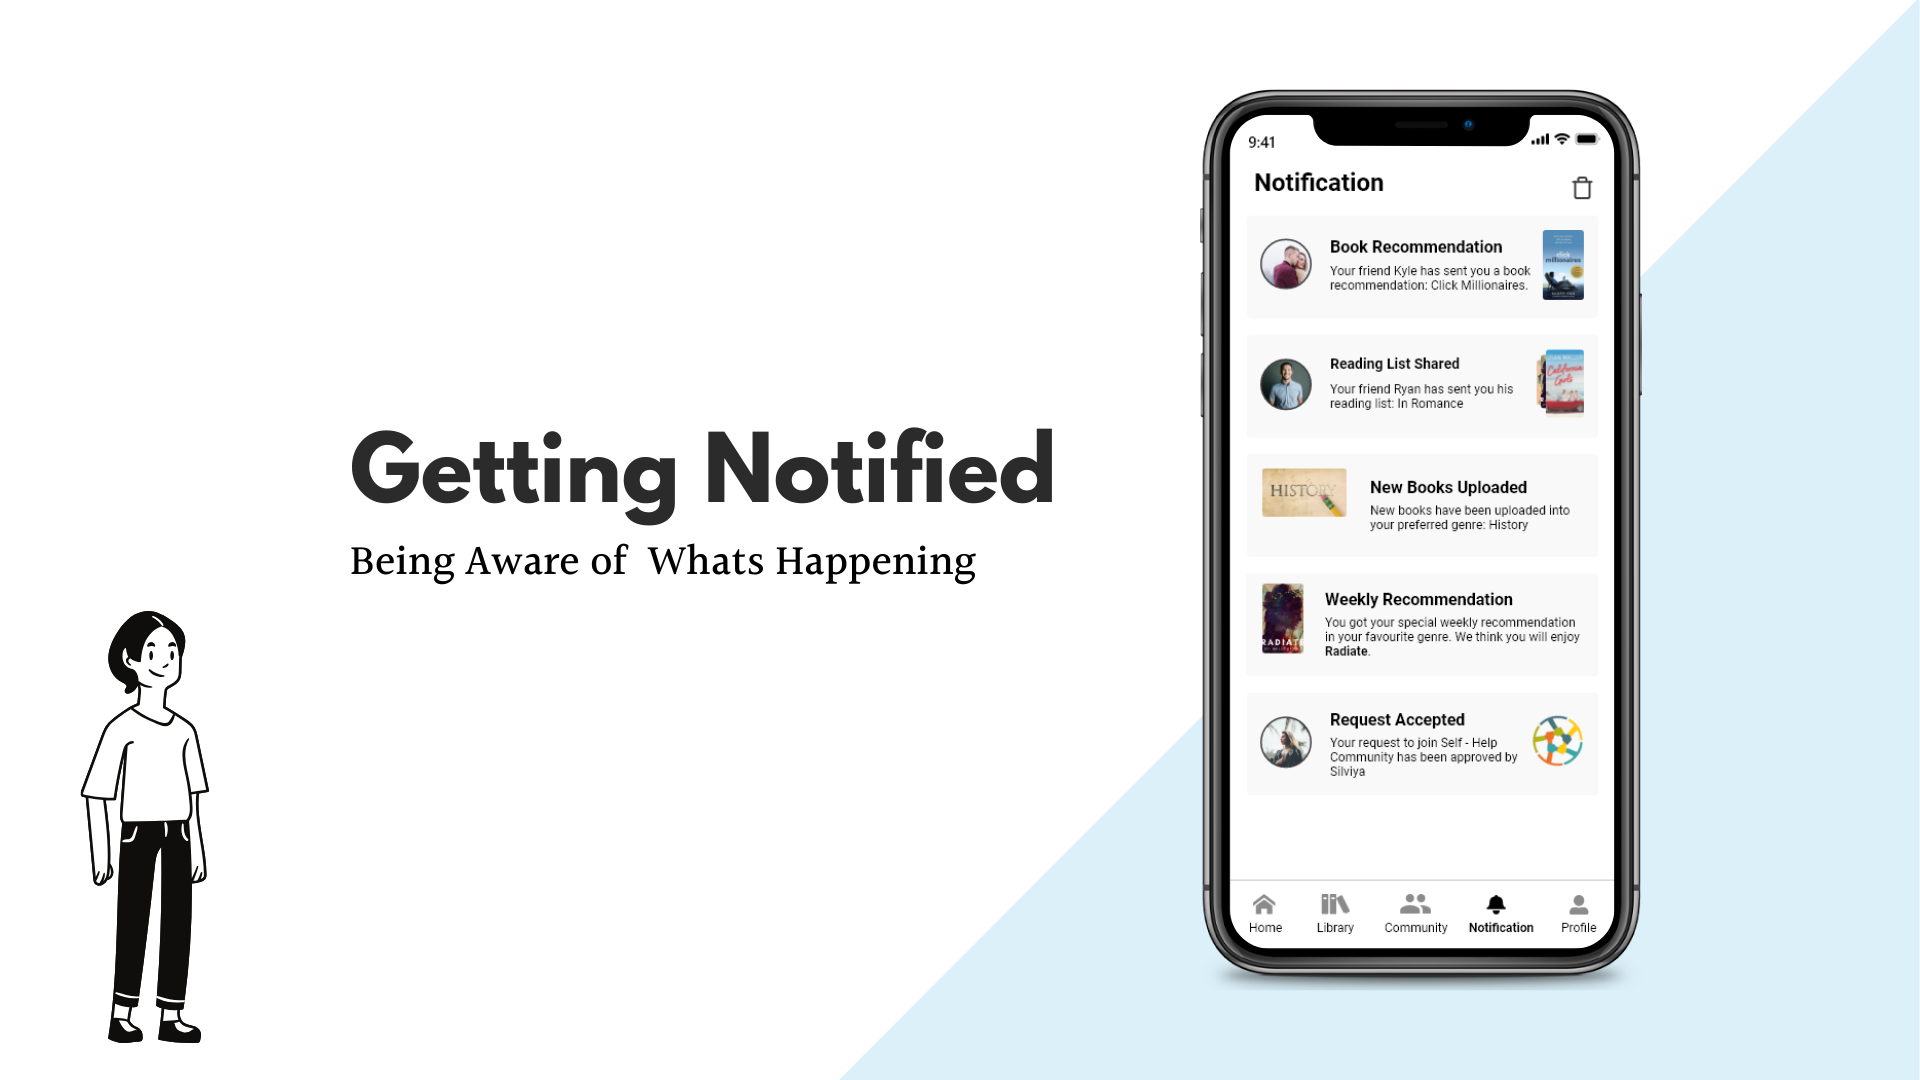 Getting Notified
Being Aware of  Whats Happening
9:41
Notification
Book Recommendation
Your friend Kyle has sent you a book
recommendation: Click Millionaires.
click
millionaires
Reading List Shared
Your friend Ryan has sent you his
reading list: In Romance
California
Girls
HISTORY
New Books Uploaded
New books have been uploaded into
your preferred genre: History
RADIATE
Weekly Recommendation
You got your special weekly recommendation
in your favourite genre. We think you will enjoy
Radiate.
Request Accepted
Your request to join Self - Help
Community has been approved by
Silviya
Home
Library
Community
Notification
Profile